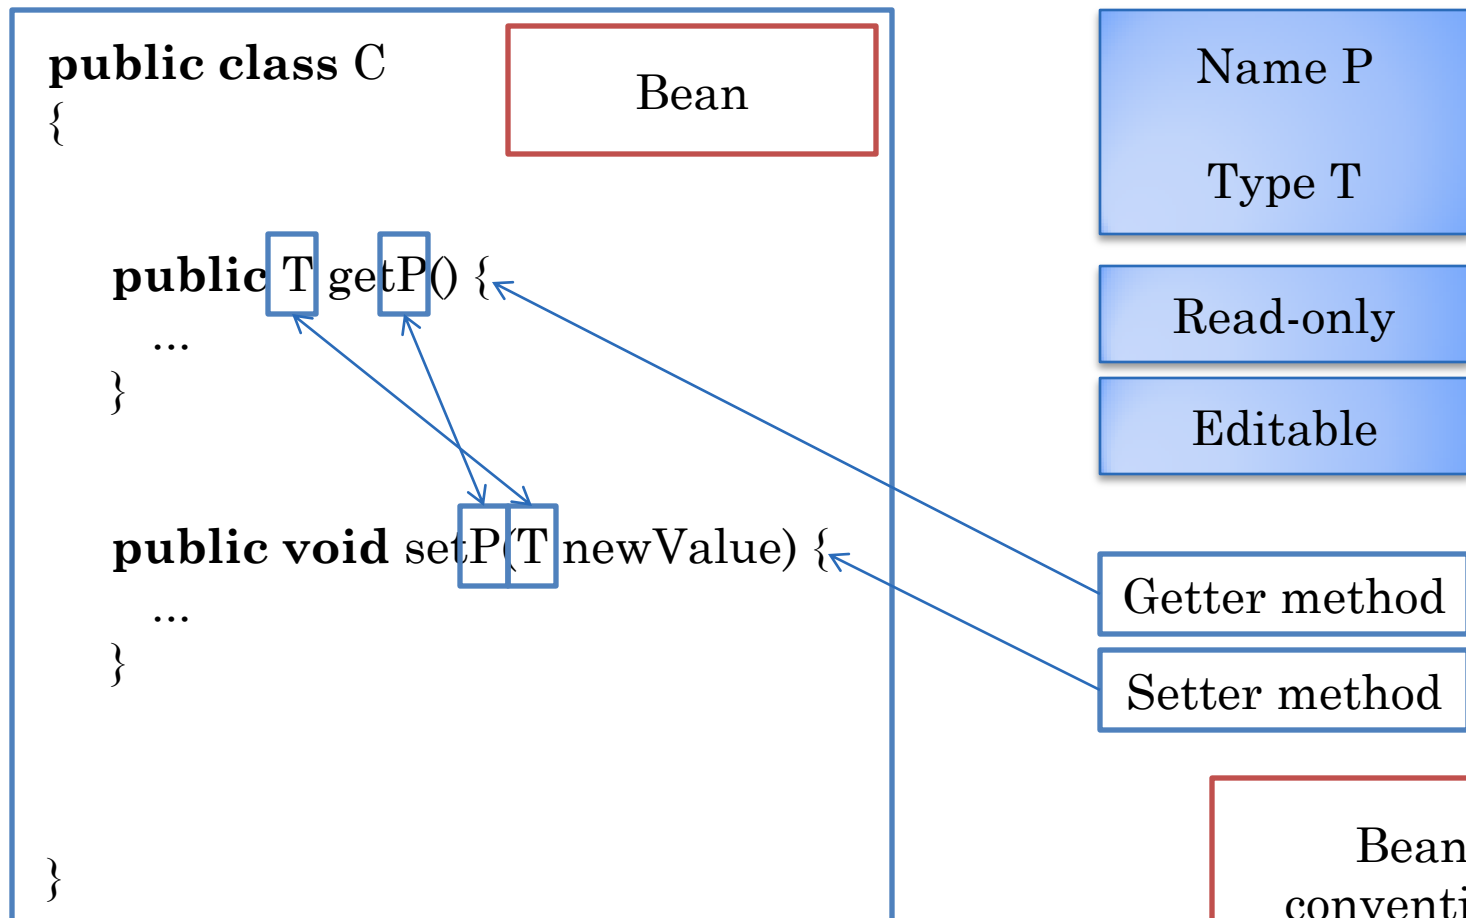 public class C
{
Bean
public T getP() {
...
}
public void setP(T newValue) {
...
}
}
Name P
Type T
Read-only
Editable
Getter method
Setter method
Bean